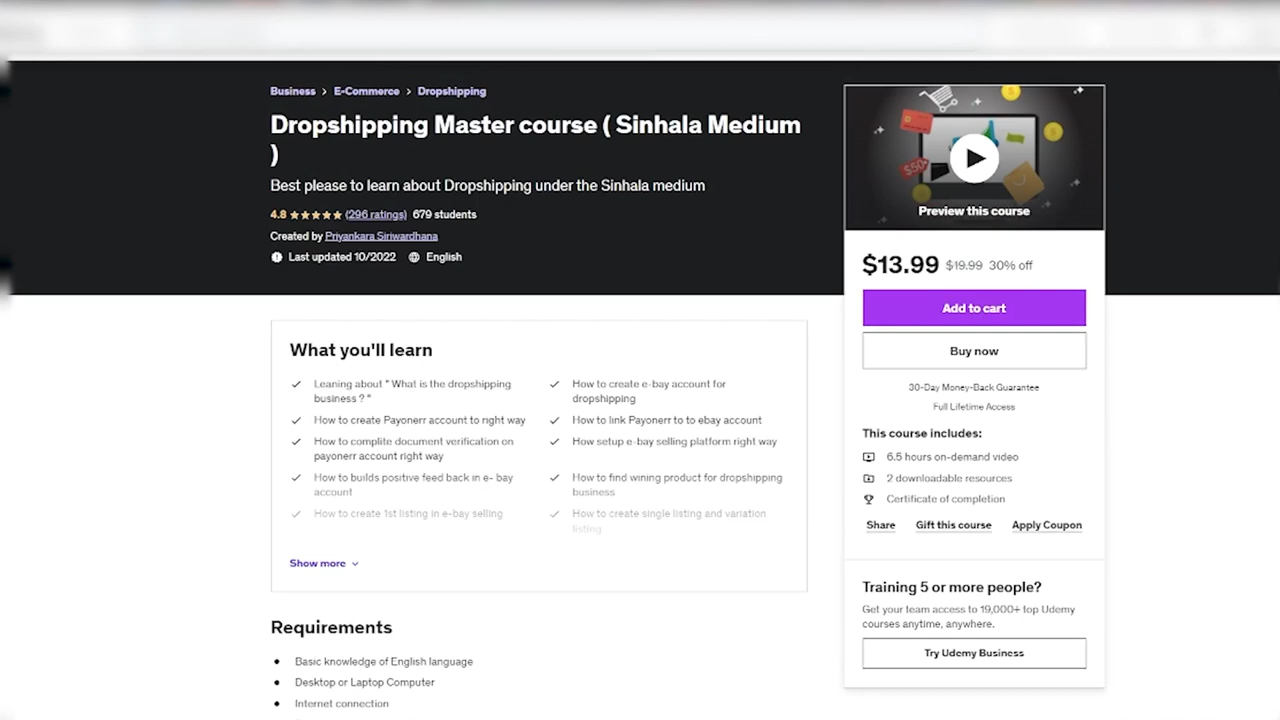 Business > E-Commerce > Dropshipping
Dropshipping Master course ( Sinhala Medium
)
Best please to learn about Dropshipping under the Sinhala medium
4.8 (296 ratings) 679 students
Created by Priyankara Siriwardhana
Last updated 10/2022 English
What you'll learn
Leaning about " What is the dropshipping
business ? "
How to create e-bay account for
dropshipping
How to create Payonerr account to right way
How to link Payonerr to to ebay account
How to complite document verification on
payonerr account right way
How setup e-bay selling platform right way
How to builds positive feed back in e- bay
account
How to find wining product for dropshipping
business
How to create 1st listing in e-bay selling
How to create single listing and variation
listing
Show more
Requirements
Basic knowledge of English language
Desktop or Laptop Computer
Internet connection
$50
Preview this course
$13.99 $19.99 30% off
Add to cart
Buy now
30-Day Money-Back Guarantee
Full Lifetime Access
This course includes:
6.5 hours on-demand video
2 downloadable resources
Certificate of completion
Share Gift this course Apply Coupon
Training 5 or more people?
Get your team access to 19,000+ top Udemy
courses anytime, anywhere.
Try Udemy Business